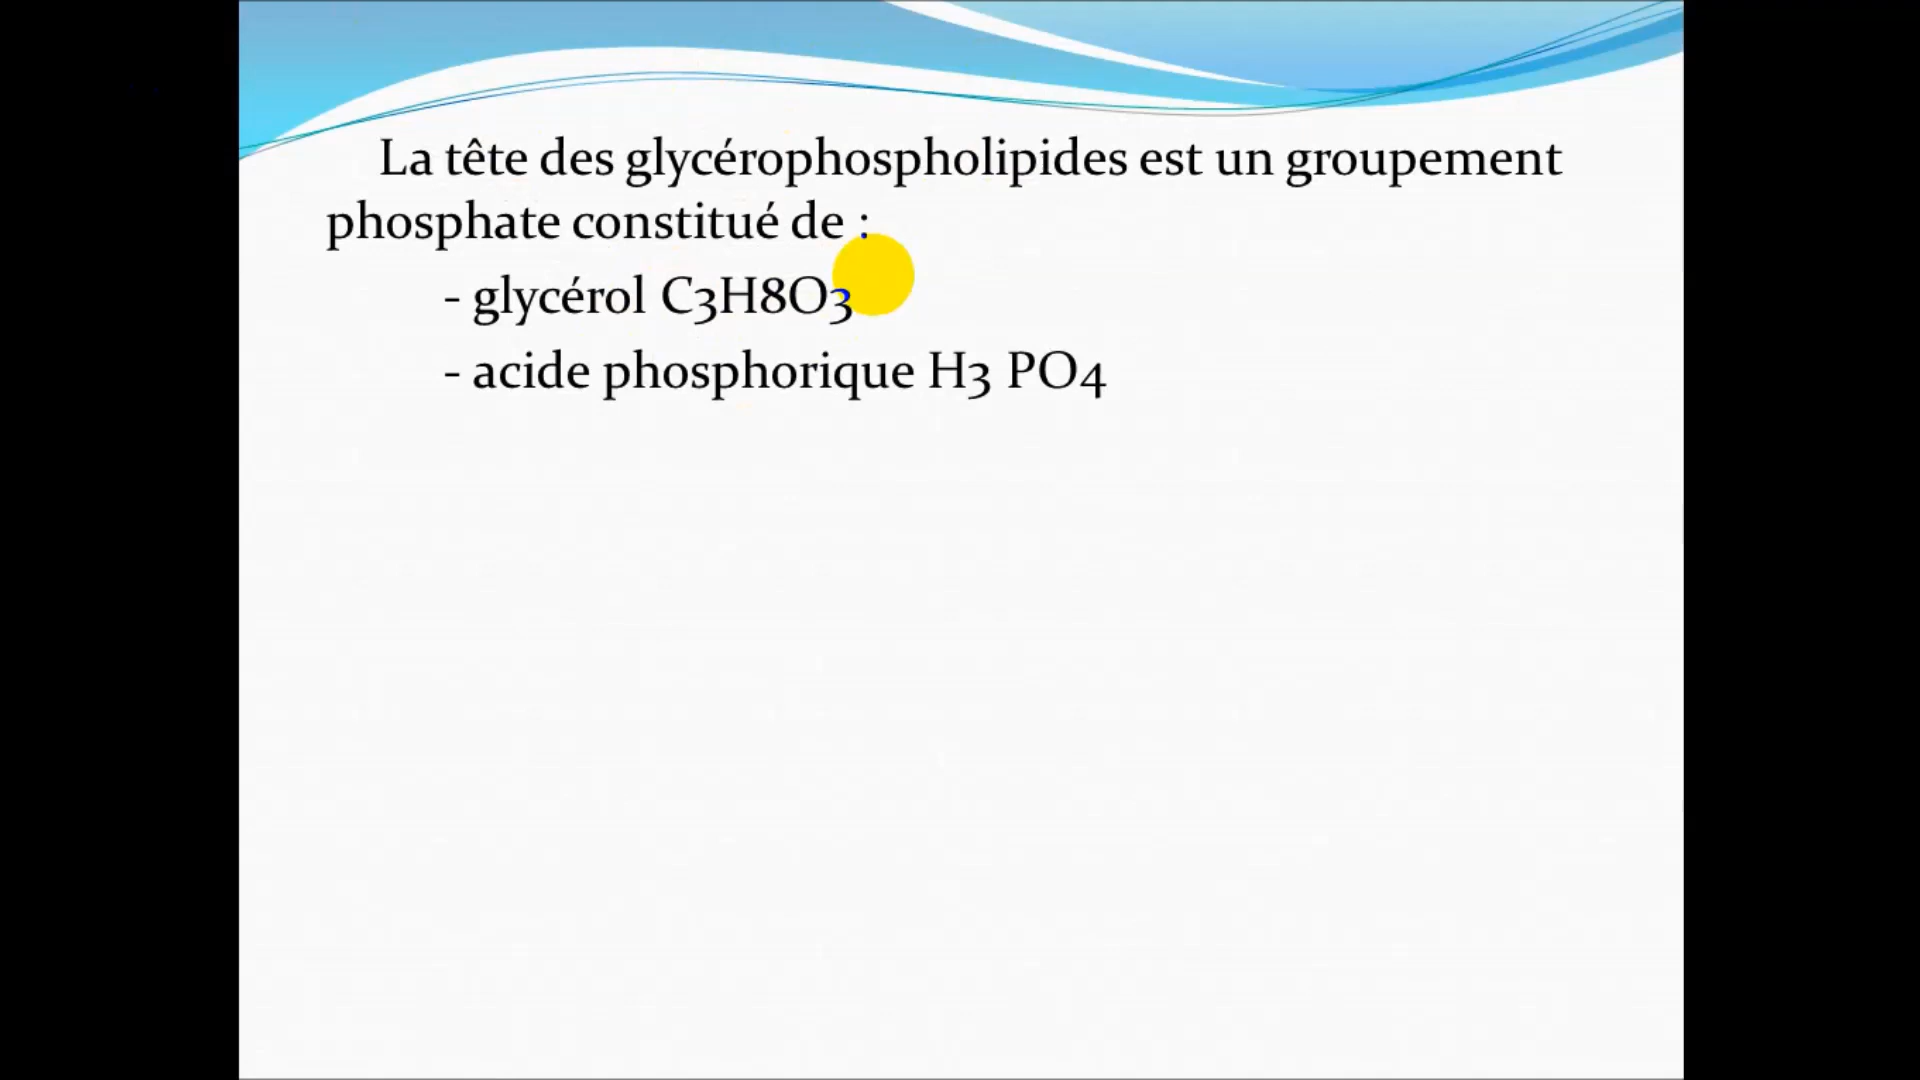 La tête des glycérophospholipides est un groupement
phosphate constitué de :
- glycérol C3H8O3
- acide phosphorique H3 PO4